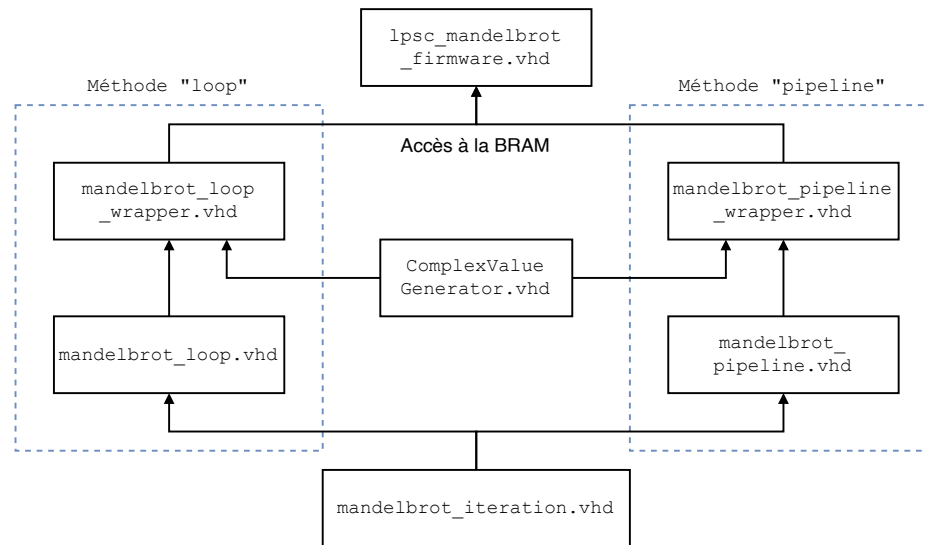 lpsc_mandelbrot
_firmware.vhd
Méthode "loop"
Méthode "pipeline"
Accès à la BRAM
mandelbrot_loop
_wrapper.vhd
mandelbrot_pipeline
_wrapper.vhd
ComplexValue
Generator.vhd
mandelbrot_loop.vhd
mandelbrot_
pipeline.vhd
mandelbrot_iteration.vhd